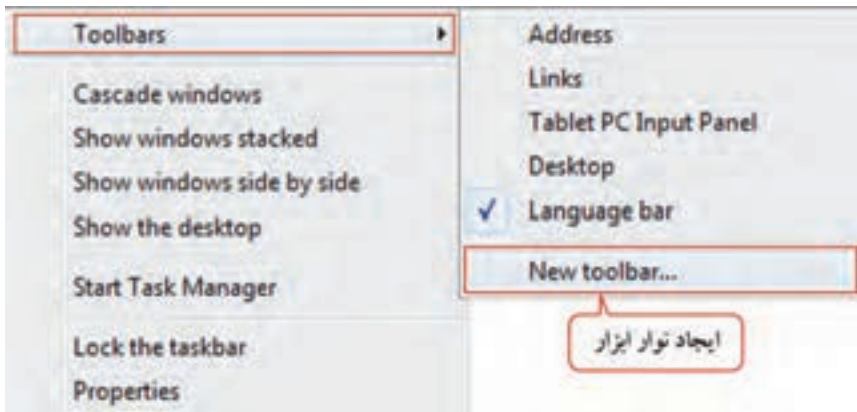 Toolbars
Cascade windows
Show windows stacked
Show windows side by side
Show the desktop
Start Task Manager
Lock the taskbar
Properties
Address
Links
Tablet PC Input Panel
Desktop
Language bar
New toolbar...
ایجاد نوار ابزار